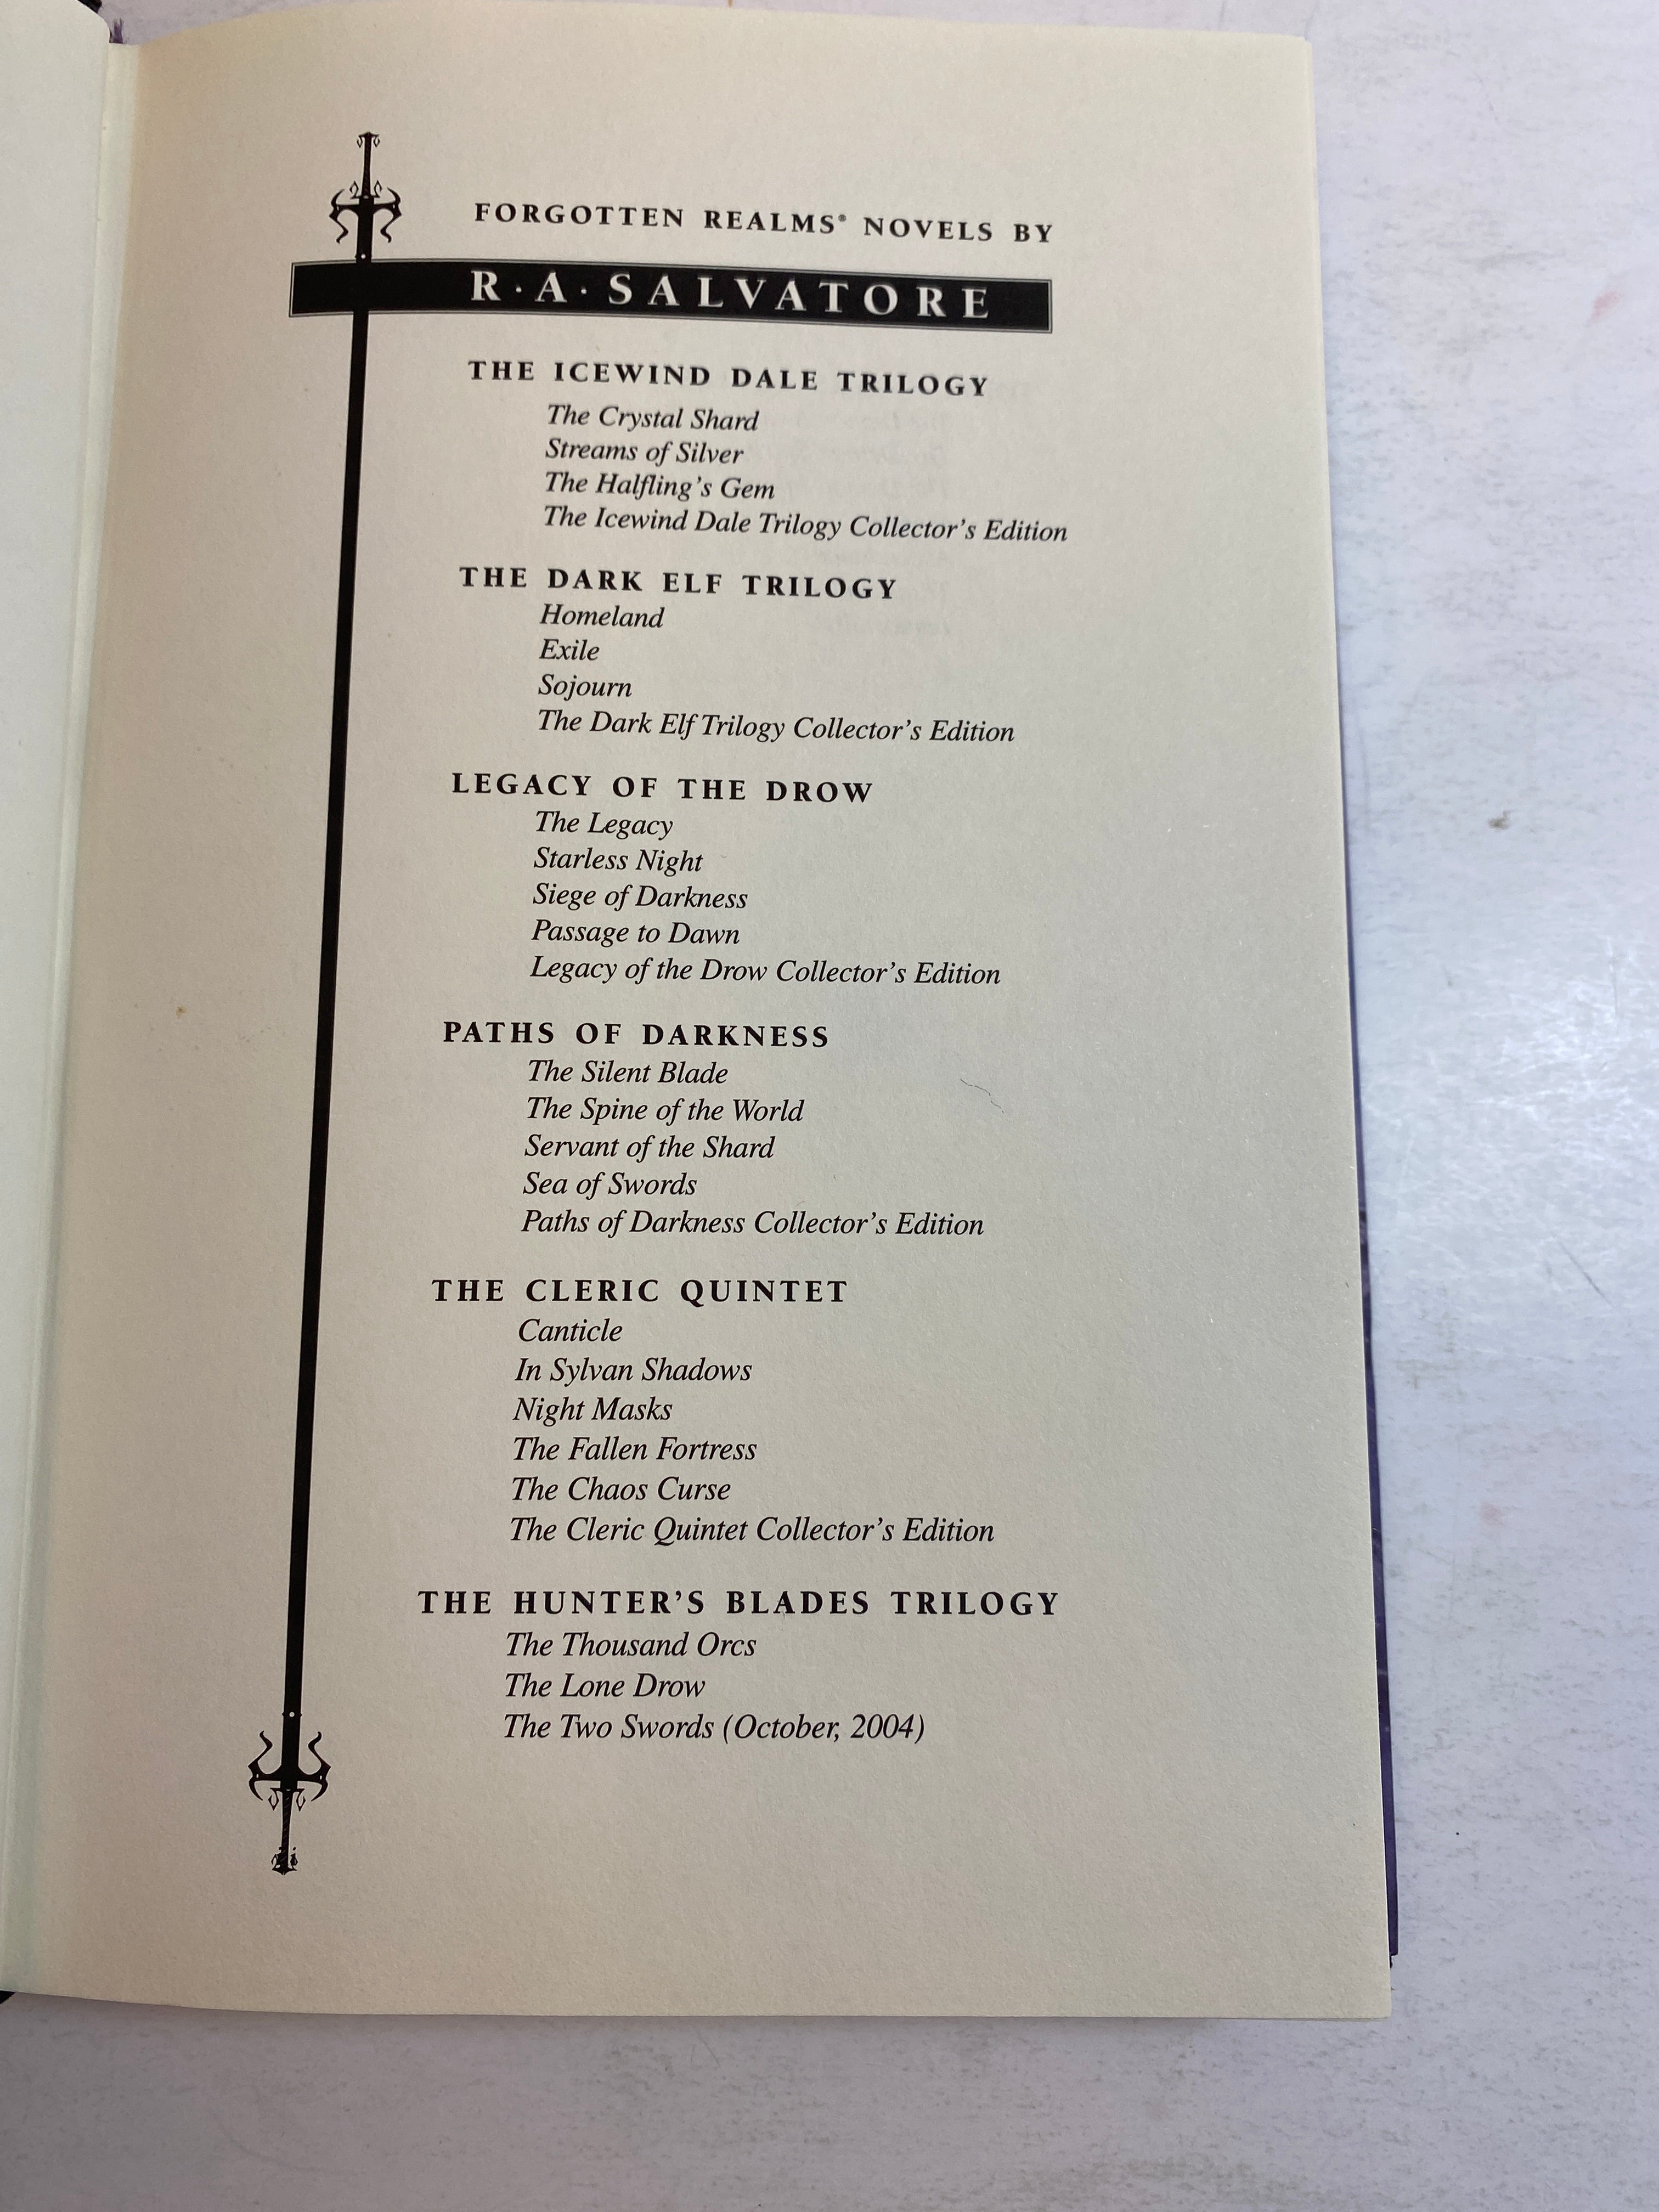 FORGOTTEN REALMS® NOVELS BY
R·A·SALVATORE
THE ICEWIND DALE TRILOGY
The Crystal Shard
Streams of Silver
The Halfling's Gem
The Icewind Dale Trilogy Collector's Edition
THE DARK ELF TRILOGY
Homeland
Exile
Sojourn
The Dark Elf Trilogy Collector's Edition
LEGACY OF THE DROW
The Legacy
Starless Night
Siege of Darkness
Passage to Dawn
Legacy of the Drow Collector's Edition
PATHS OF DARKNESS
The Silent Blade
The Spine of the World
Servant of the Shard
Sea of Swords
Paths of Darkness Collector's Edition
THE CLERIC QUINTET
Canticle
In Sylvan Shadows
Night Masks
The Fallen Fortress
The Chaos Curse
The Cleric Quintet Collector's Edition
THE HUNTER'S BLADES TRILOGY
The Thousand Orcs
The Lone Drow
The Two Swords (October, 2004)